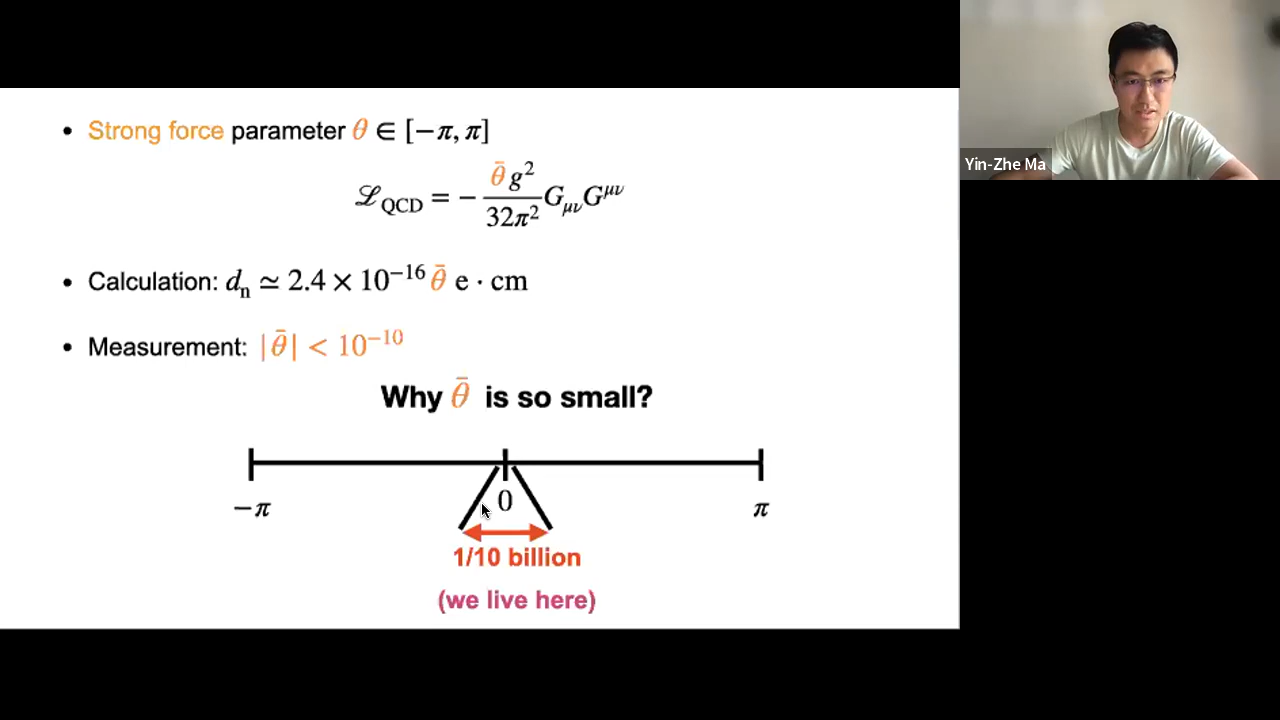 • Strong force parameter θ ∈ [−π, π]
ℒ_QCD = − (θ̄ g²)/(32π²) G_μν G^μν
• Calculation: d_n ≃ 2.4 × 10⁻¹⁶ θ̄ e · cm
• Measurement: |θ̄| < 10⁻¹⁰
Why θ̄ is so small?
−π 0 π
1/10 billion
(we live here)
Yin-Zhe Ma